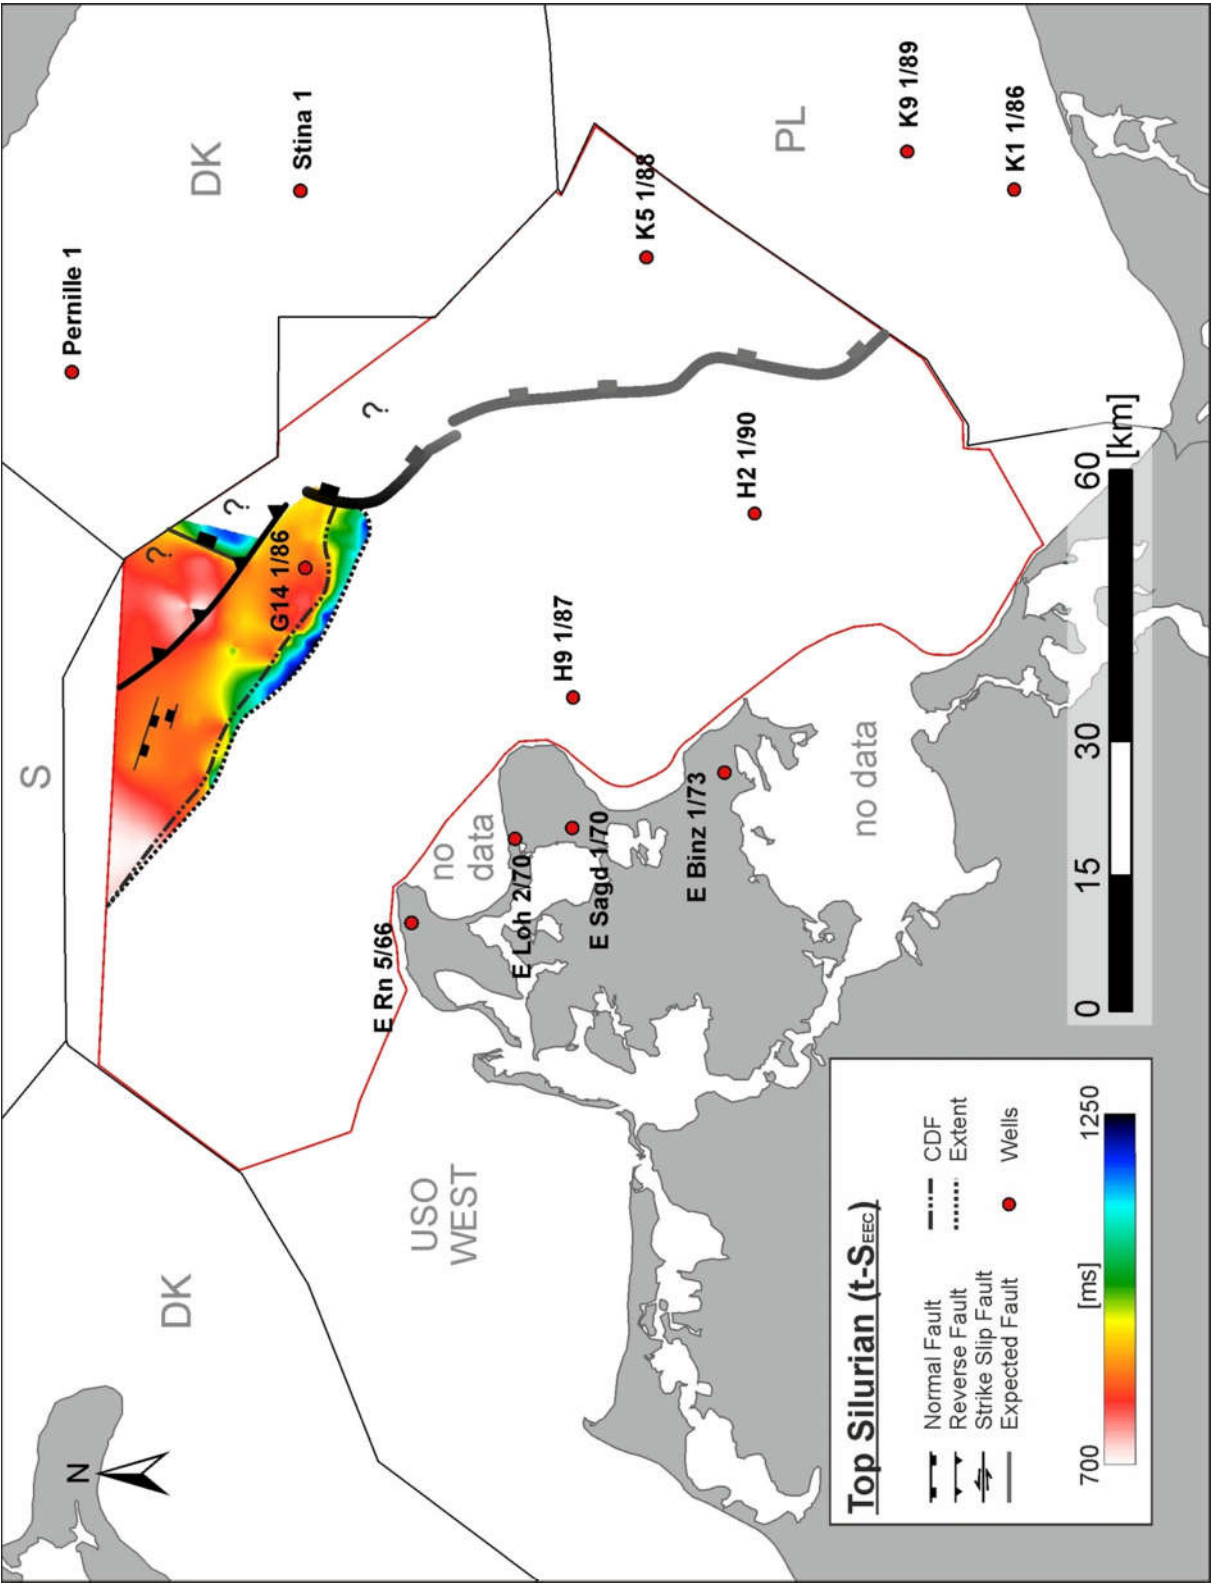 N
DK
S
DK
Pernille 1
Stina 1
?
?
?
G14 1/86
K5 1/88
PL
K9 1/89
K1 1/86
H2 1/90
H9 1/87
E Rn 5/66
no
data
E Loh 2/70
E Sagd 1/70
E Binz 1/73
no data
USO
WEST
Top Silurian (t-SEEC)
Normal Fault
Reverse Fault
Strike Slip Fault
Expected Fault
CDF
Extent
Wells
700 [ms] 1250
0 15 30 60
[km]